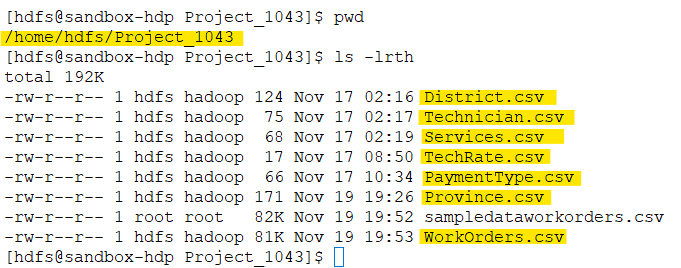 [hdfs@sandbox-hdp Project_1043]$ pwd
/home/hdfs/Project_1043
[hdfs@sandbox-hdp Project_1043]$ ls -lrth
total 192K
-rw-r--r-- 1 hdfs hadoop 124 Nov 17 02:16 District.csv
-rw-r--r-- 1 hdfs hadoop  75 Nov 17 02:17 Technician.csv
-rw-r--r-- 1 hdfs hadoop  68 Nov 17 02:19 Services.csv
-rw-r--r-- 1 hdfs hadoop  17 Nov 17 08:50 TechRate.csv
-rw-r--r-- 1 hdfs hadoop  66 Nov 17 10:34 PaymentType.csv
-rw-r--r-- 1 hdfs hadoop 171 Nov 19 19:26 Province.csv
-rw-r--r-- 1 root root   82K Nov 19 19:52 sampledataworkorders.csv
-rw-r--r-- 1 hdfs hadoop 81K Nov 19 19:53 WorkOrders.csv
[hdfs@sandbox-hdp Project_1043]$